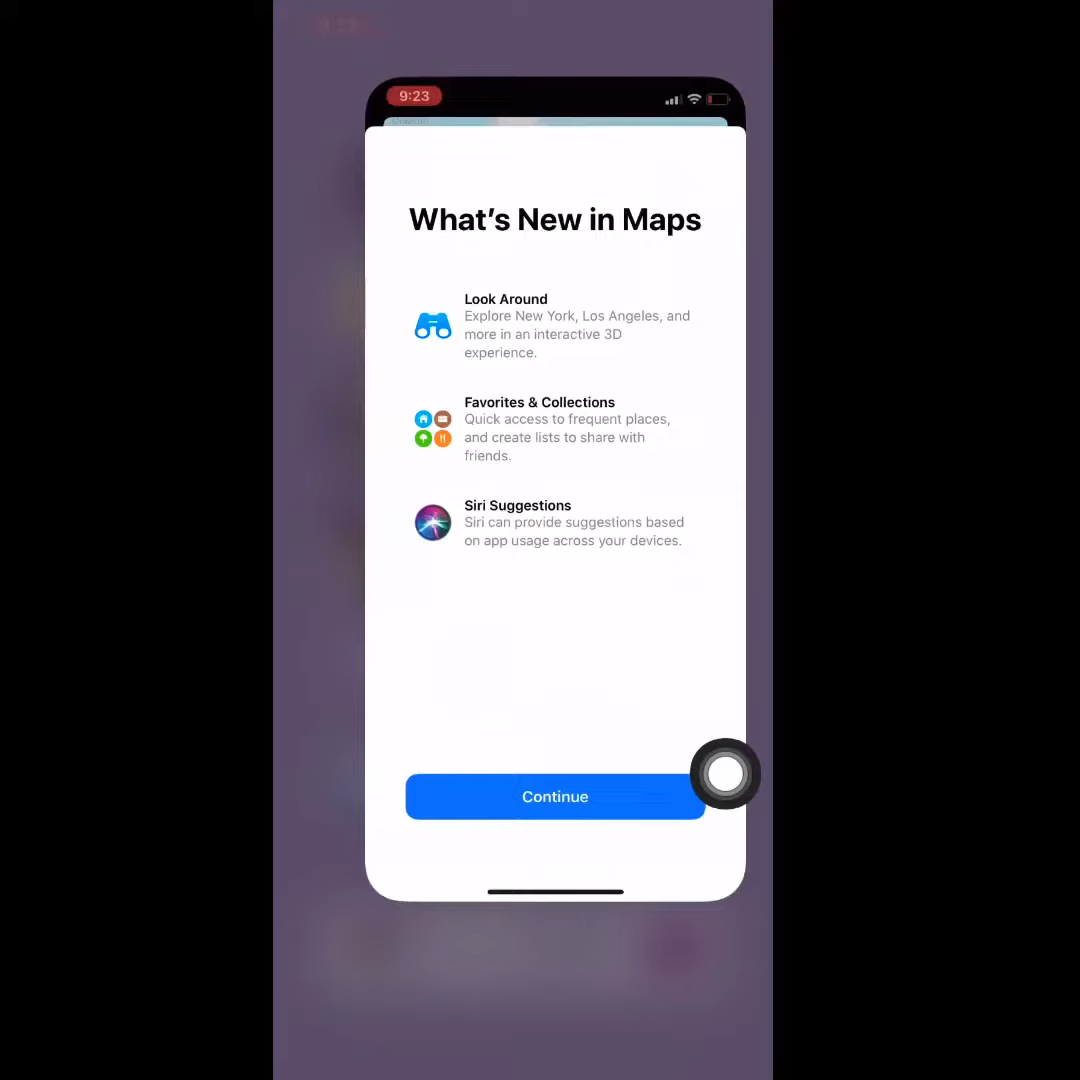 9:23
What's New in Maps
Look Around
Explore New York, Los Angeles, and
more in an interactive 3D
experience.
Favorites & Collections
Quick access to frequent places,
and create lists to share with
friends.
Siri Suggestions
Siri can provide suggestions based
on app usage across your devices.
Continue